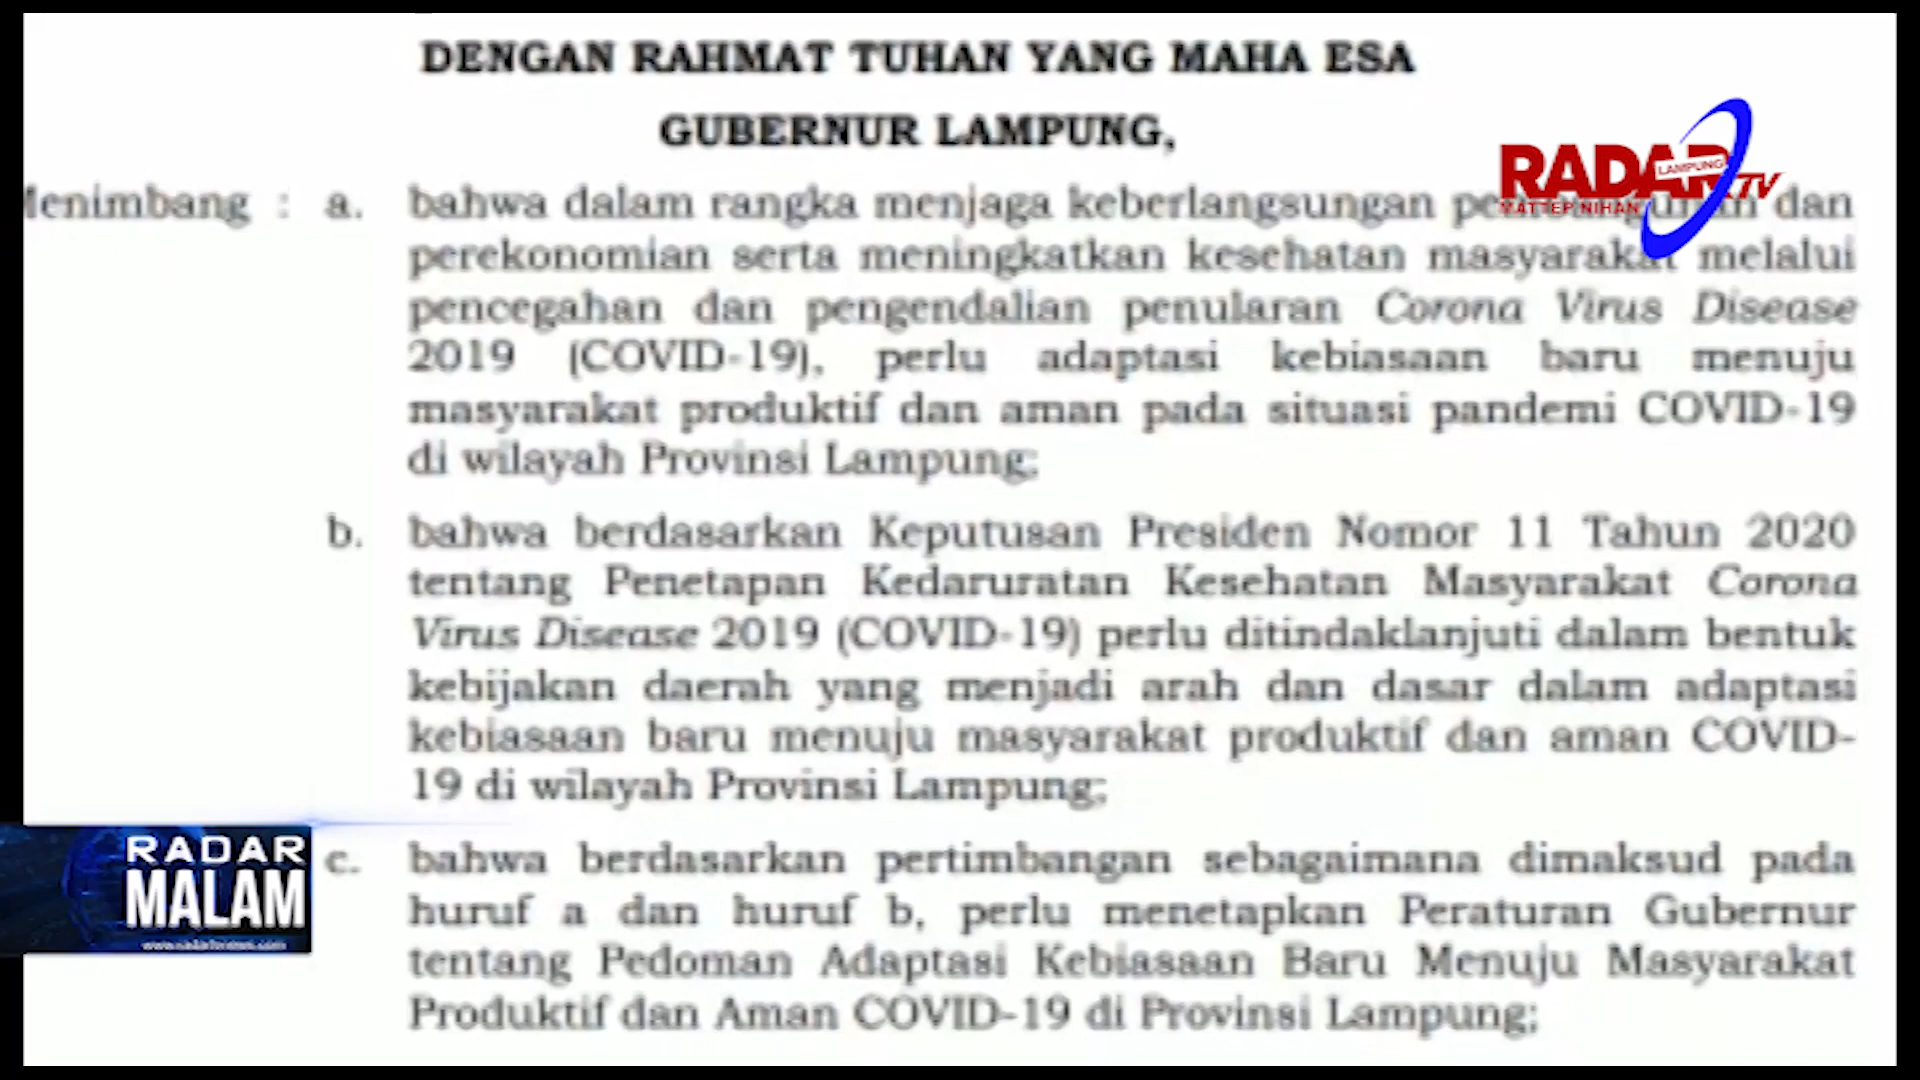 DENGAN RAHMAT TUHAN YANG MAHA ESA
GUBERNUR LAMPUNG,
RADAR LAMPUNG TV
Menimbang : a. bahwa dalam rangka menjaga keberlangsungan dan
perekonomian serta meningkatkan kesehatan masyarakat melalui
pencegahan dan pengendalian penularan Corona Virus Disease
2019 (COVID-19), perlu adaptasi kebiasaan baru menuju
masyarakat produktif dan aman pada situasi pandemi COVID-19
di wilayah Provinsi Lampung;
b. bahwa berdasarkan Keputusan Presiden Nomor 11 Tahun 2020
tentang Penetapan Kedaruratan Kesehatan Masyarakat Corona
Virus Disease 2019 (COVID-19) perlu ditindaklanjuti dalam bentuk
kebijakan daerah yang menjadi arah dan dasar dalam adaptasi
kebiasaan baru menuju masyarakat produktif dan aman COVID-
19 di wilayah Provinsi Lampung;
c. bahwa berdasarkan pertimbangan sebagaimana dimaksud pada
huruf a dan huruf b, perlu menetapkan Peraturan Gubernur
tentang Pedoman Adaptasi Kebiasaan Baru Menuju Masyarakat
Produktif dan Aman COVID-19 di Provinsi Lampung;
RADAR
MALAM